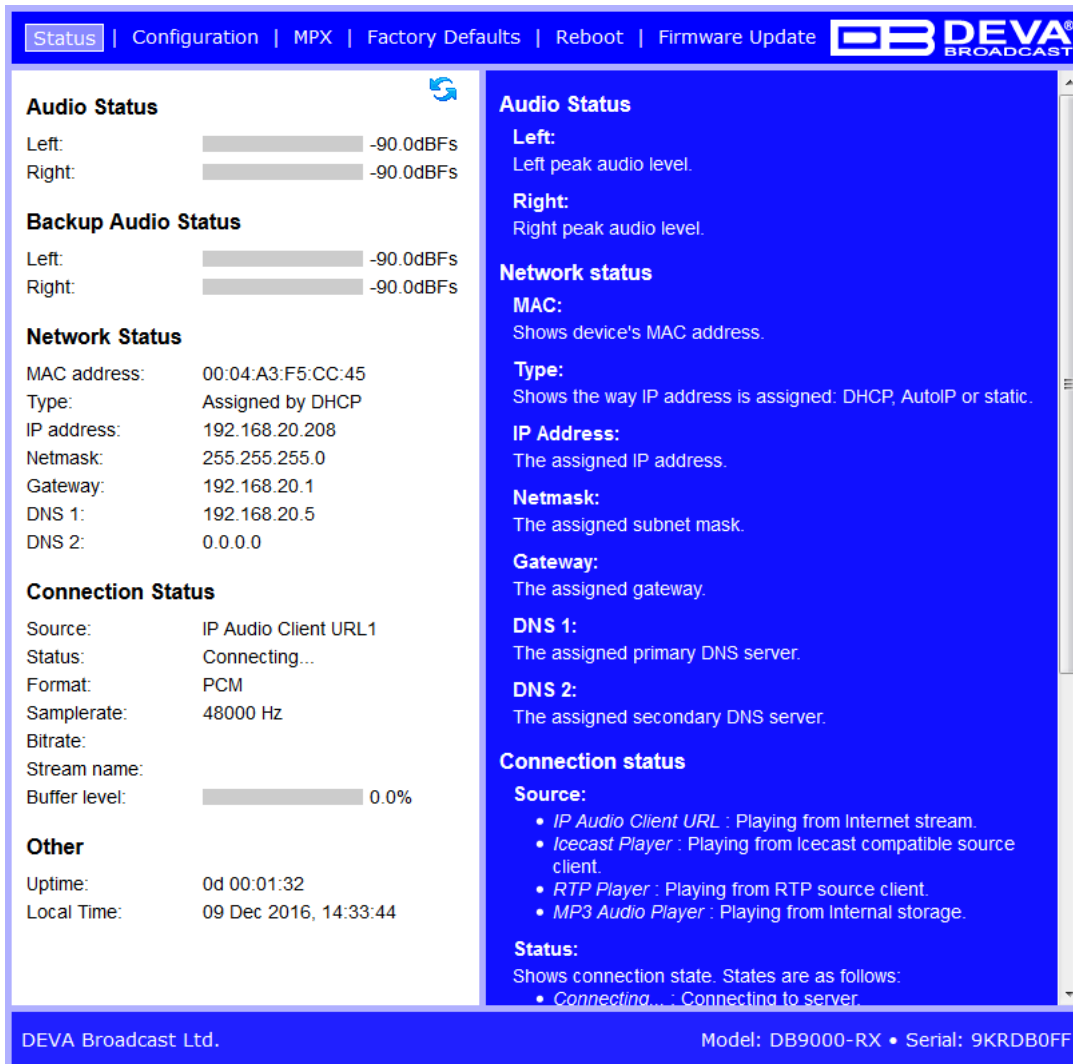 Status | Configuration | MPX | Factory Defaults | Reboot | Firmware Update DEVA®
BROADCAST
Audio Status
Left: -90.0dBFs
Right: -90.0dBFs
Backup Audio Status
Left: -90.0dBFs
Right: -90.0dBFs
Network Status
MAC address: 00:04:A3:F5:CC:45
Type: Assigned by DHCP
IP address: 192.168.20.208
Netmask: 255.255.255.0
Gateway: 192.168.20.1
DNS 1: 192.168.20.5
DNS 2: 0.0.0.0
Connection Status
Source: IP Audio Client URL1
Status: Connecting...
Format: PCM
Samplerate: 48000 Hz
Bitrate:
Stream name:
Buffer level: 0.0%
Other
Uptime: 0d 00:01:32
Local Time: 09 Dec 2016, 14:33:44
Audio Status
Left:
Left peak audio level.
Right:
Right peak audio level.
Network status
MAC:
Shows device's MAC address.
Type:
Shows the way IP address is assigned: DHCP, AutoIP or static.
IP Address:
The assigned IP address.
Netmask:
The assigned subnet mask.
Gateway:
The assigned gateway.
DNS 1:
The assigned primary DNS server.
DNS 2:
The assigned secondary DNS server.
Connection status
Source:
• IP Audio Client URL : Playing from Internet stream.
• Icecast Player : Playing from Icecast compatible source
client.
• RTP Player : Playing from RTP source client.
• MP3 Audio Player : Playing from Internal storage.
Status:
Shows connection state. States are as follows:
• Connecting... : Connecting to server.
DEVA Broadcast Ltd. Model: DB9000-RX • Serial: 9KRDB0FF